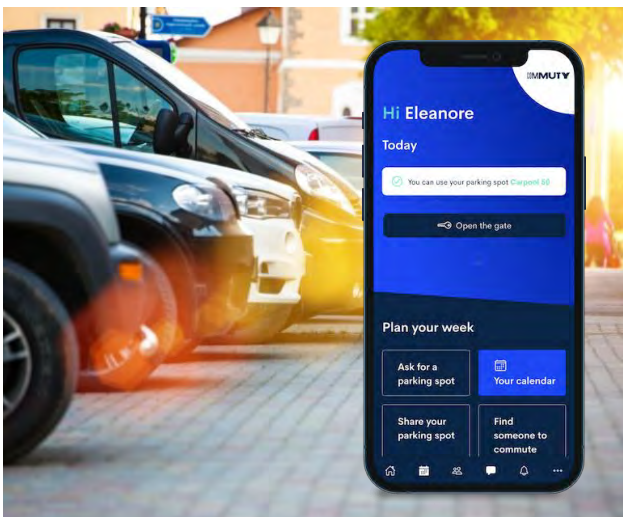 COMMUTY
Hi Eleanore
Today
You can use your parking spot Carpool 50
Open the gate
Plan your week
Ask for a
parking spot
Your calendar
Share your
parking spot
Find
someone to
commute